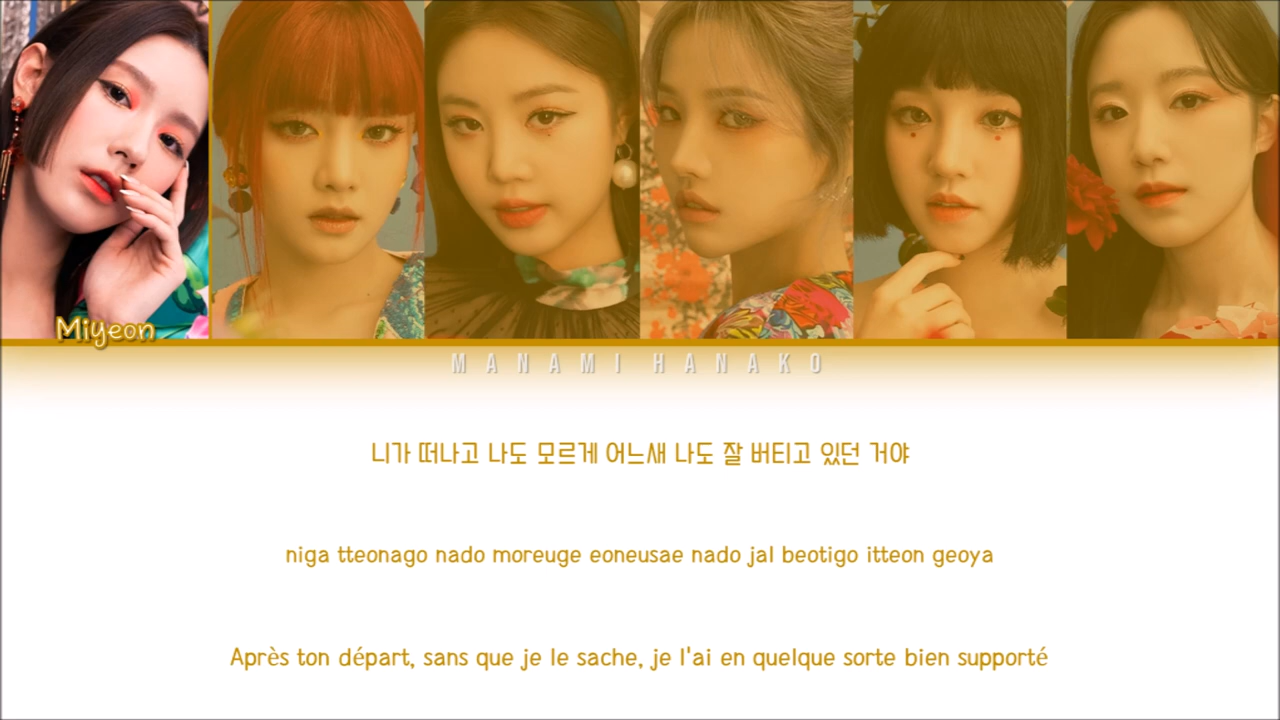 Miyeon
MANAMI HANAKO
니가 떠나고 나도 모르게 어느새 나도 잘 버티고 있던 거야
niga tteonago nado moreuge eoneusae nado jal beotigo itteon geoya
Après ton départ, sans que je le sache, je l'ai en quelque sorte bien supporté